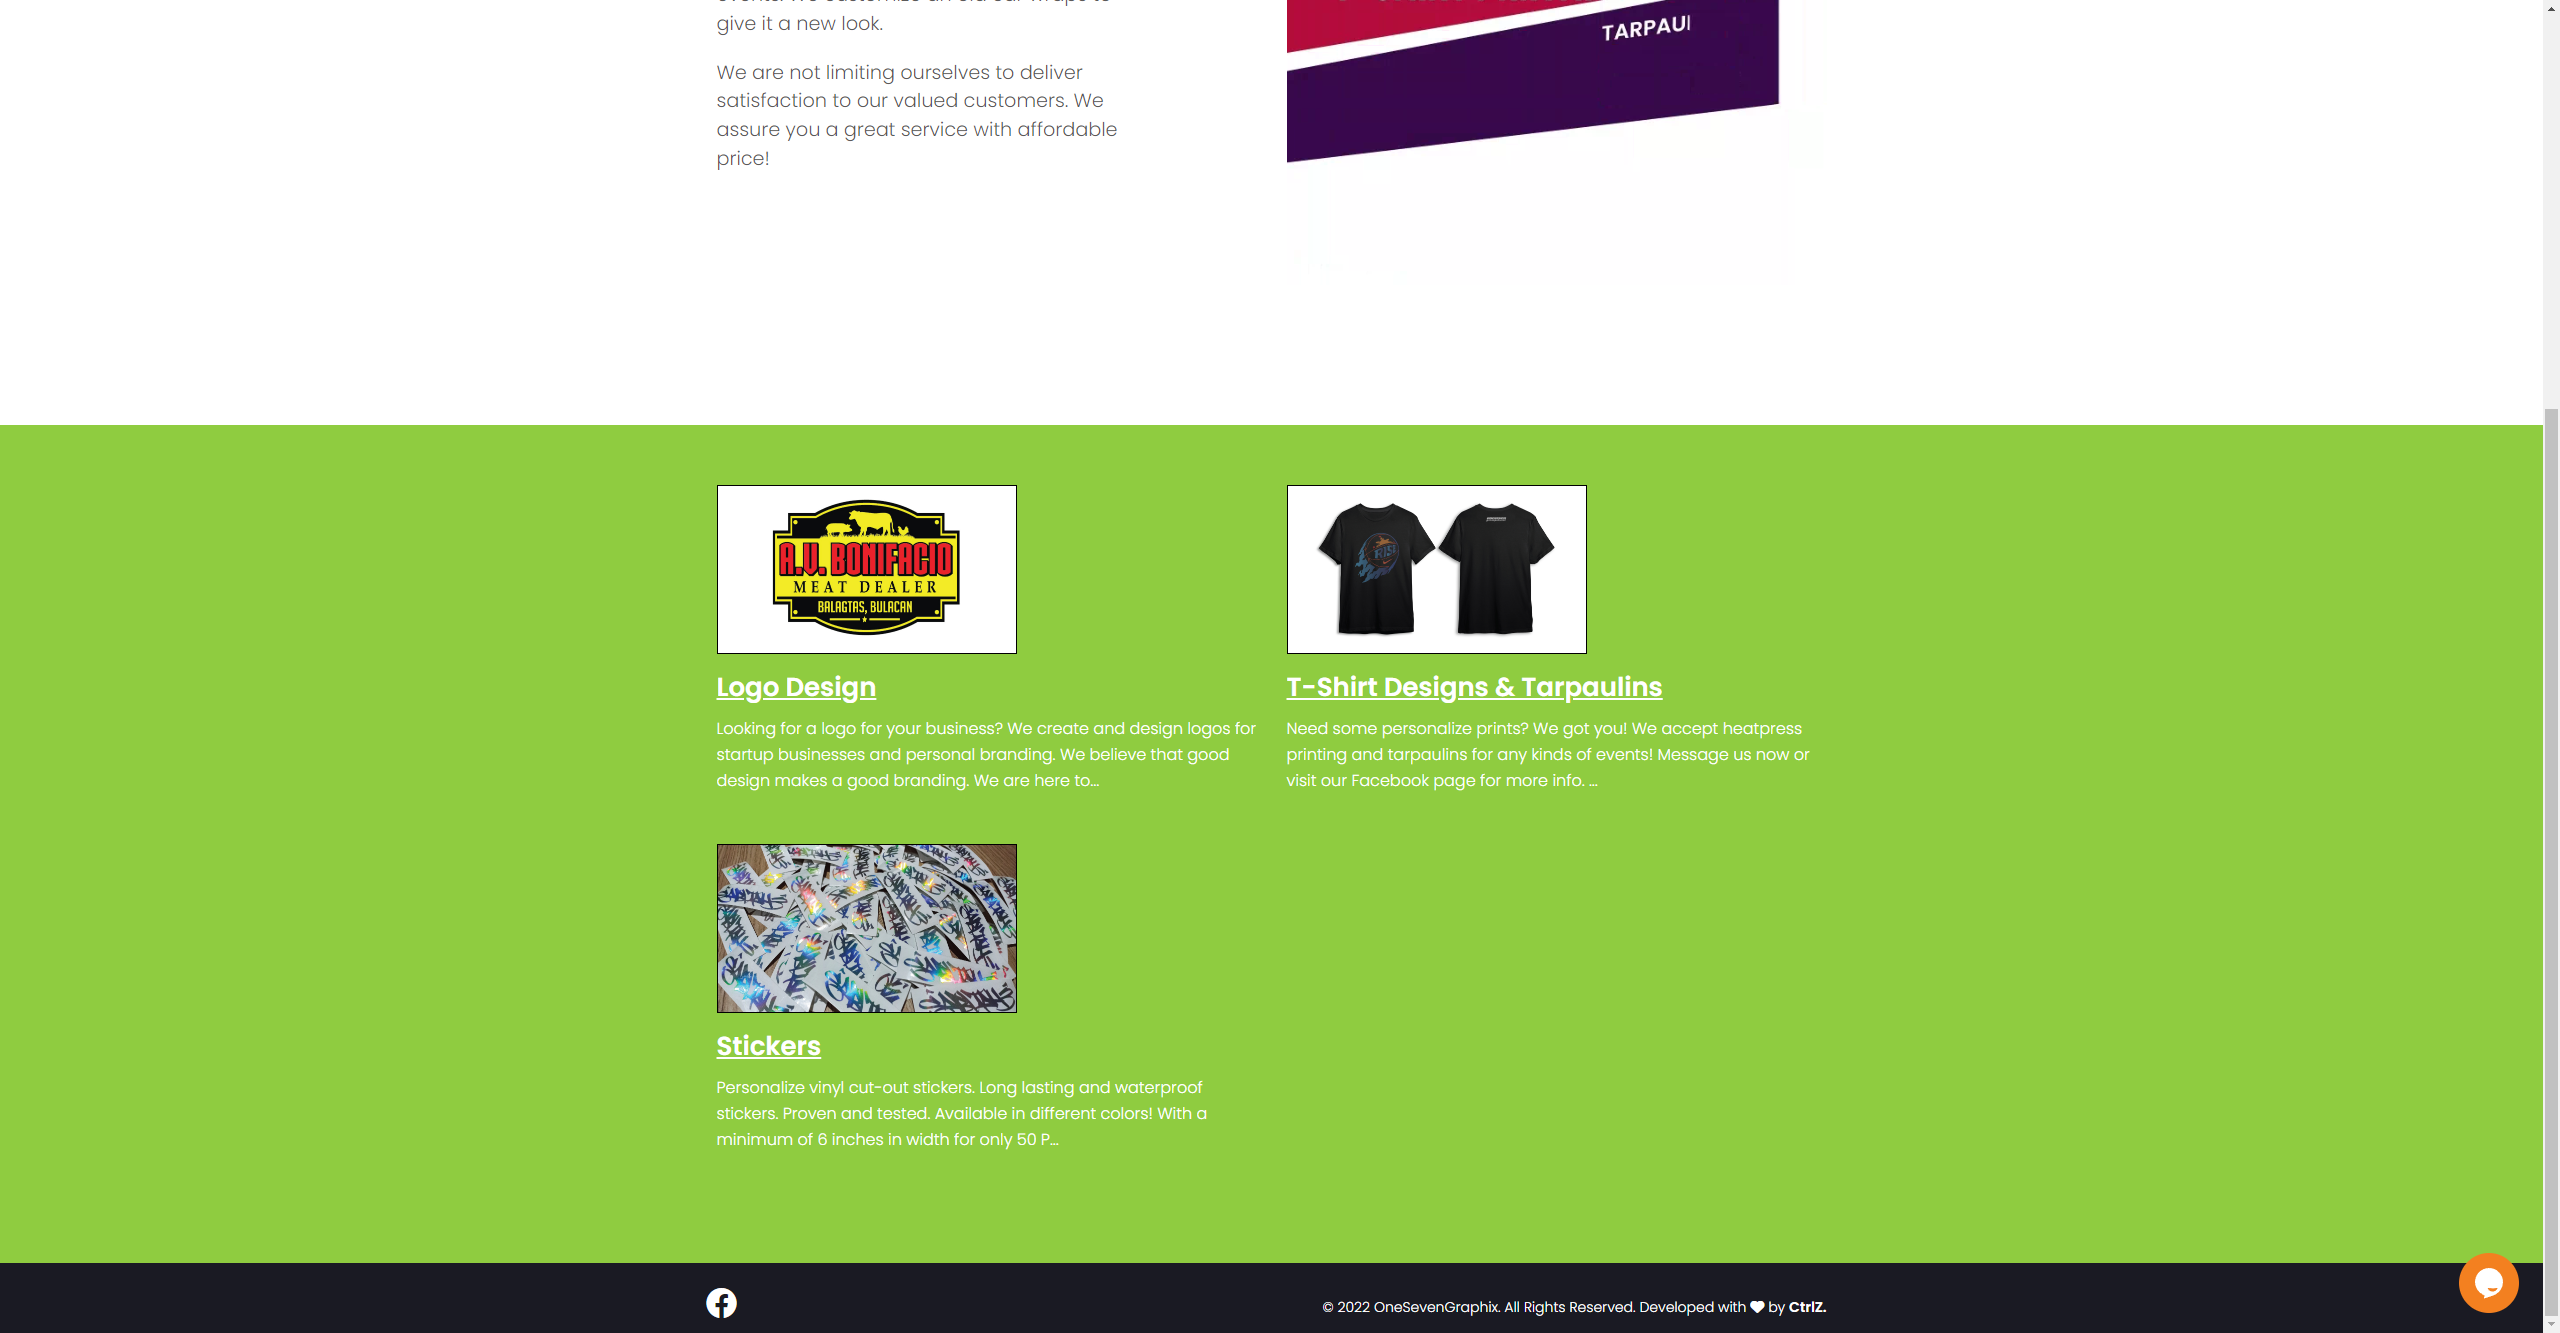 give it a new look.
We are not limiting ourselves to deliver
satisfaction to our valued customers. We
assure you a great service with affordable
price!
TARPAU
A.V. BONIFACIO
MEAT DEALER
BALAGTAS, BULACAN
Logo Design
Looking for a logo for your business? We create and design logos for
startup businesses and personal branding. We believe that good
design makes a good branding. We are here to...
T-Shirt Designs & Tarpaulins
Need some personalize prints? We got you! We accept heatpress
printing and tarpaulins for any kinds of events! Message us now or
visit our Facebook page for more info. ...
Stickers
Personalize vinyl cut-out stickers. Long lasting and waterproof
stickers. Proven and tested. Available in different colors! With a
minimum of 6 inches in width for only 50 P...
© 2022 OneSevenGraphix. All Rights Reserved. Developed with ♥ by CtrlZ.